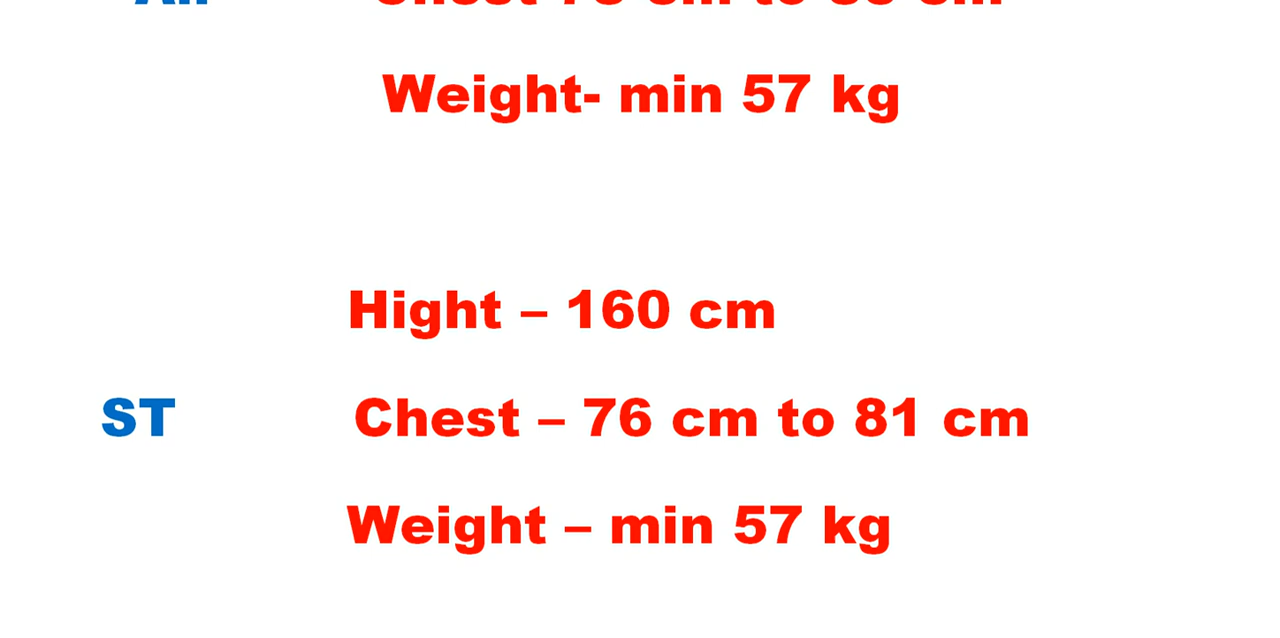 Weight- min 57 kg
Hight – 160 cm
ST Chest – 76 cm to 81 cm
Weight – min 57 kg